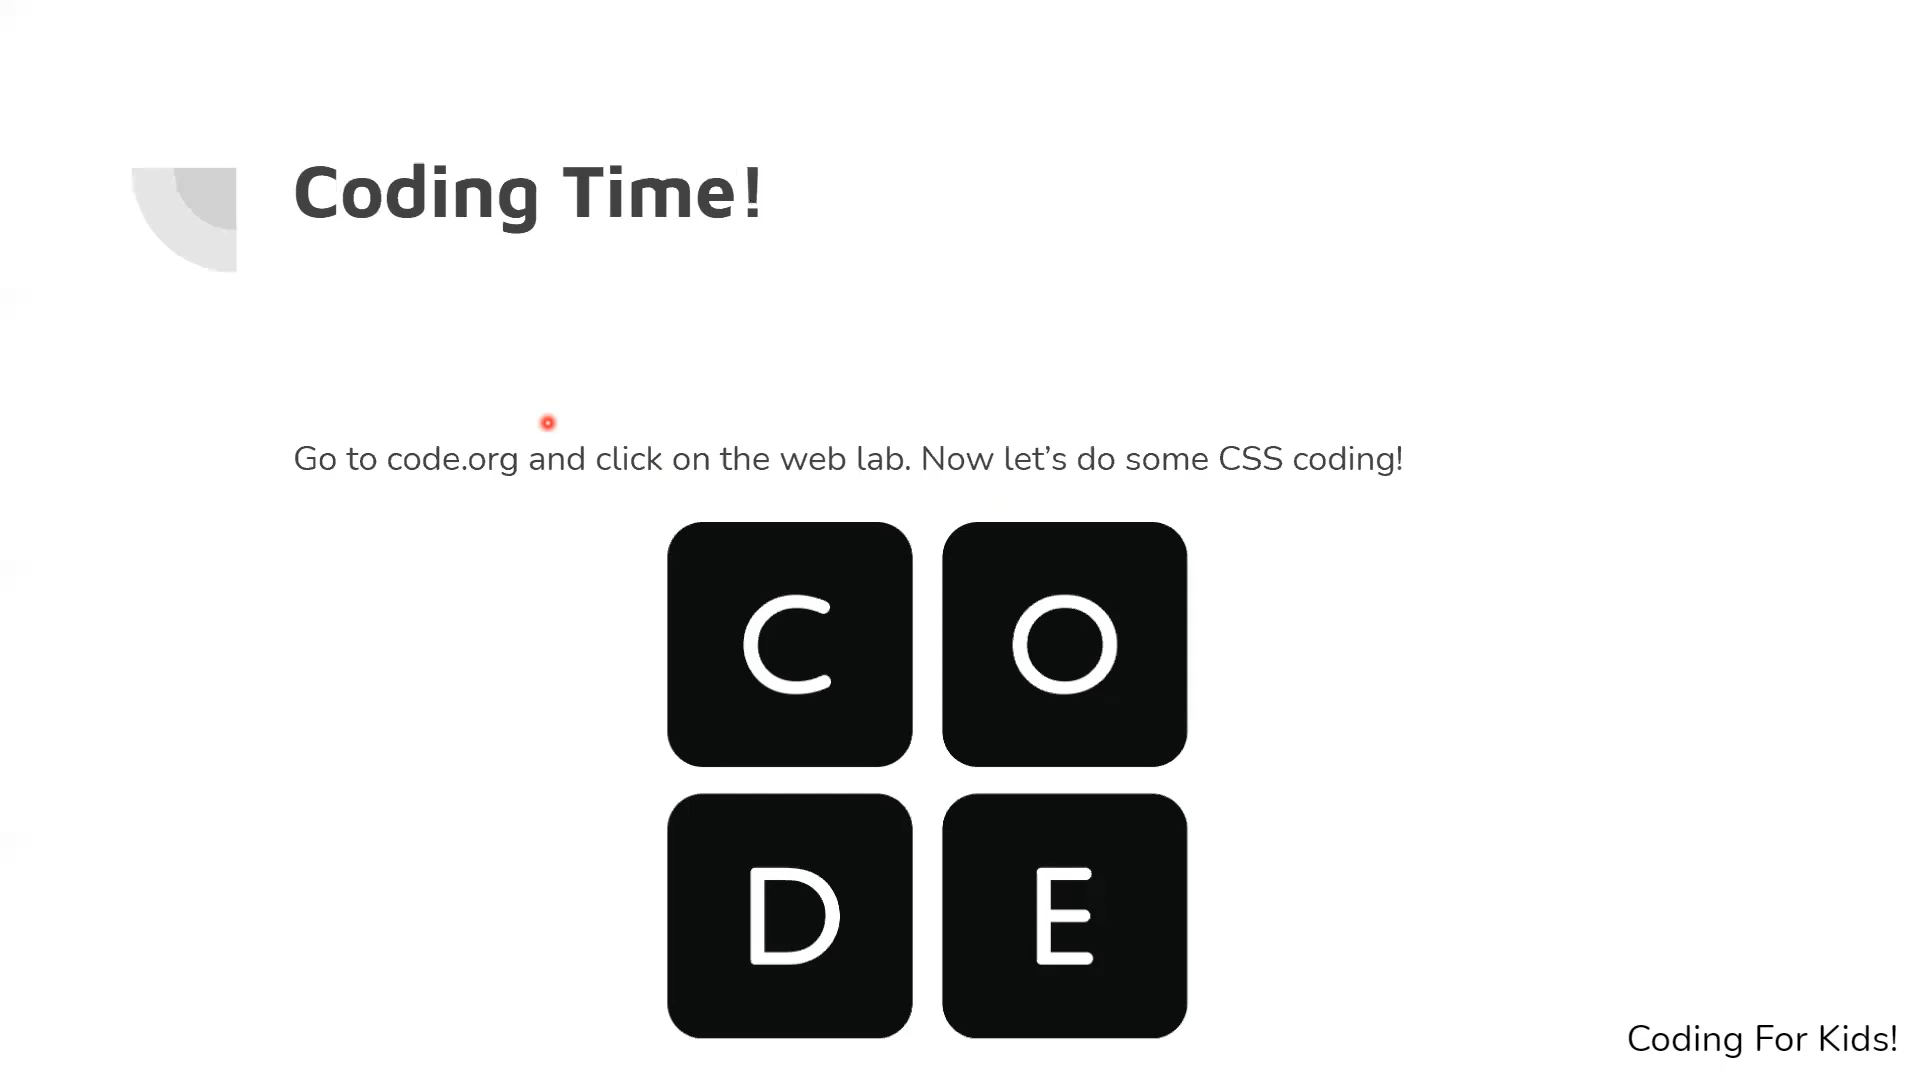 Coding Time!
Go to code.org and click on the web lab. Now let’s do some CSS coding!
C O
D E
Coding For Kids!